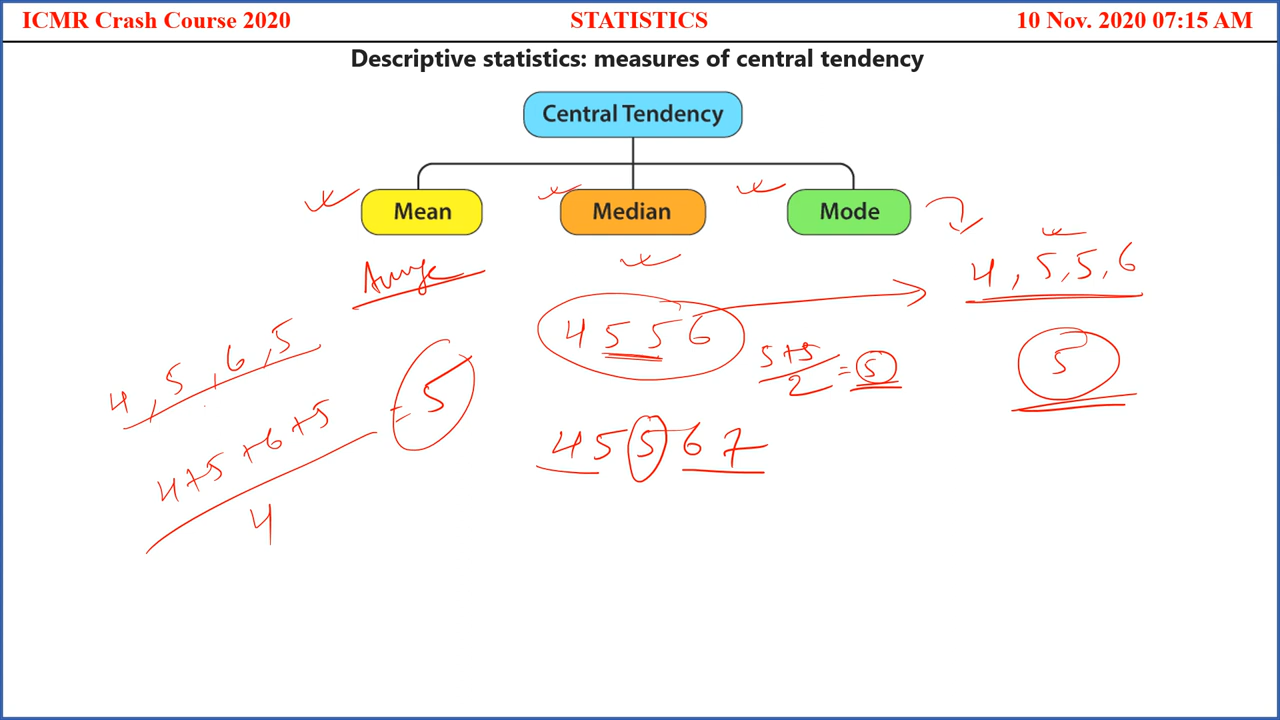 ICMR Crash Course 2020 STATISTICS 10 Nov. 2020 07:15 AM
Descriptive statistics: measures of central tendency
Central Tendency
Mean Median Mode
4, 5, 5, 6
4 5 5 6
5+5/2 = 5
5
4, 5, 6, 5
4+5+6+5/4 = 5
4 5 5 6 7